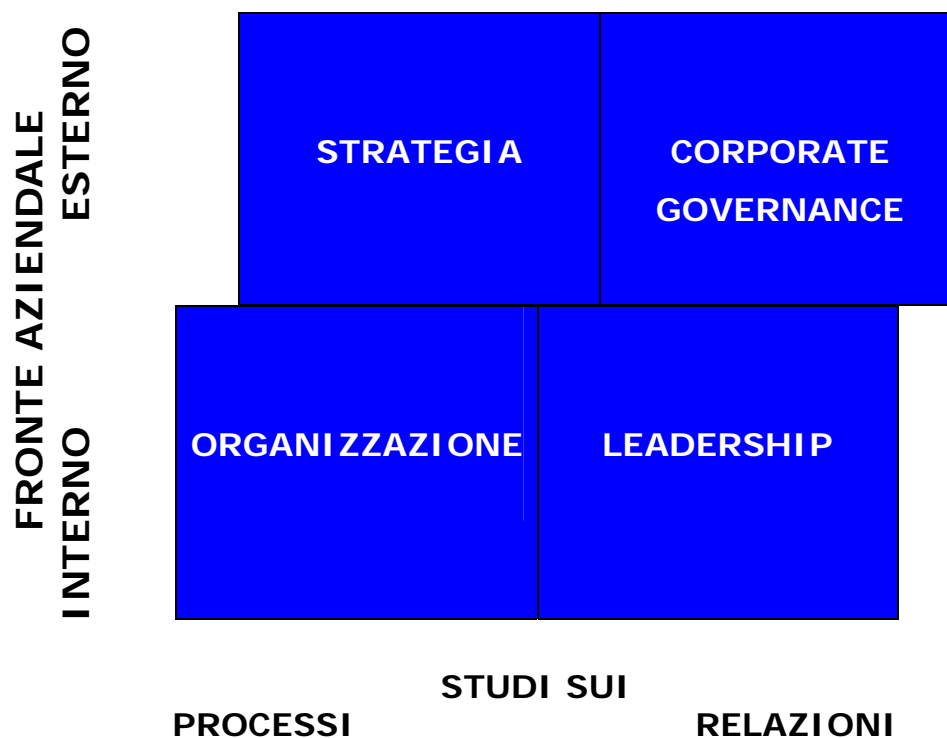 FRONTE AZIENDALE
ESTERNO
INTERNO
STRATEGIA
CORPORATE
GOVERNANCE
ORGANIZZAZIONE
LEADERSHIP
STUDI SUI
PROCESSI
RELAZIONI